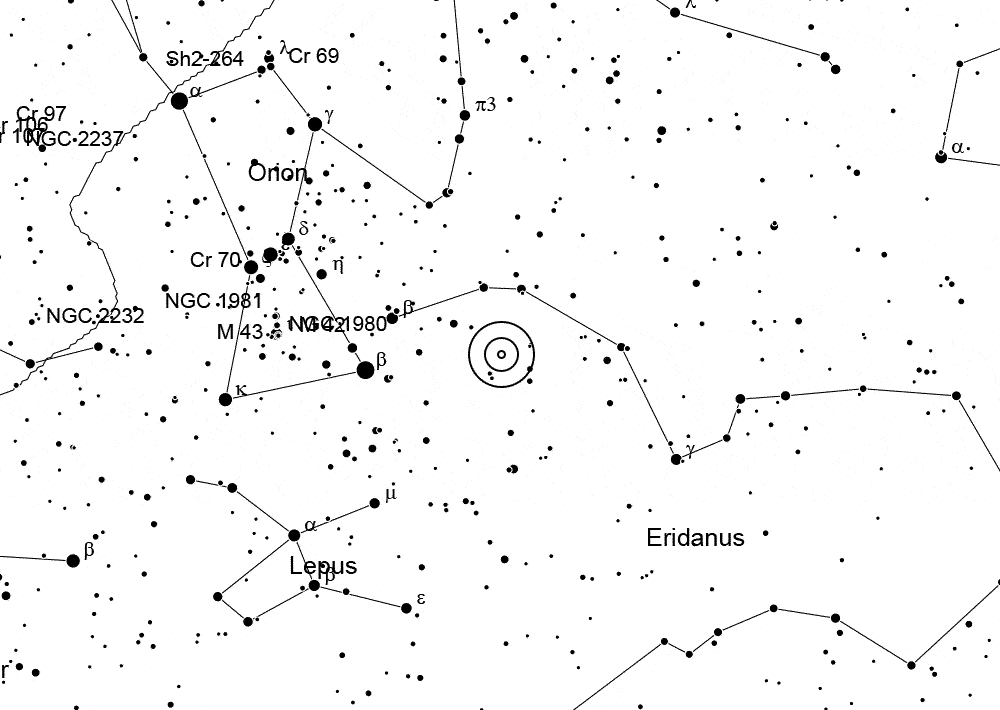 λ
λ Cr 69
Sh2-264
α
π3
Cr 97
γ
r 106
NGC-2237
α
Orion
δ
ε
Cr 70 ς
η
NGC 1981
β
NGC 2232
M 43 M 42 NGC 1980
β
κ
γ
μ
α
Eridanus
β
Lepus
β
ε
r